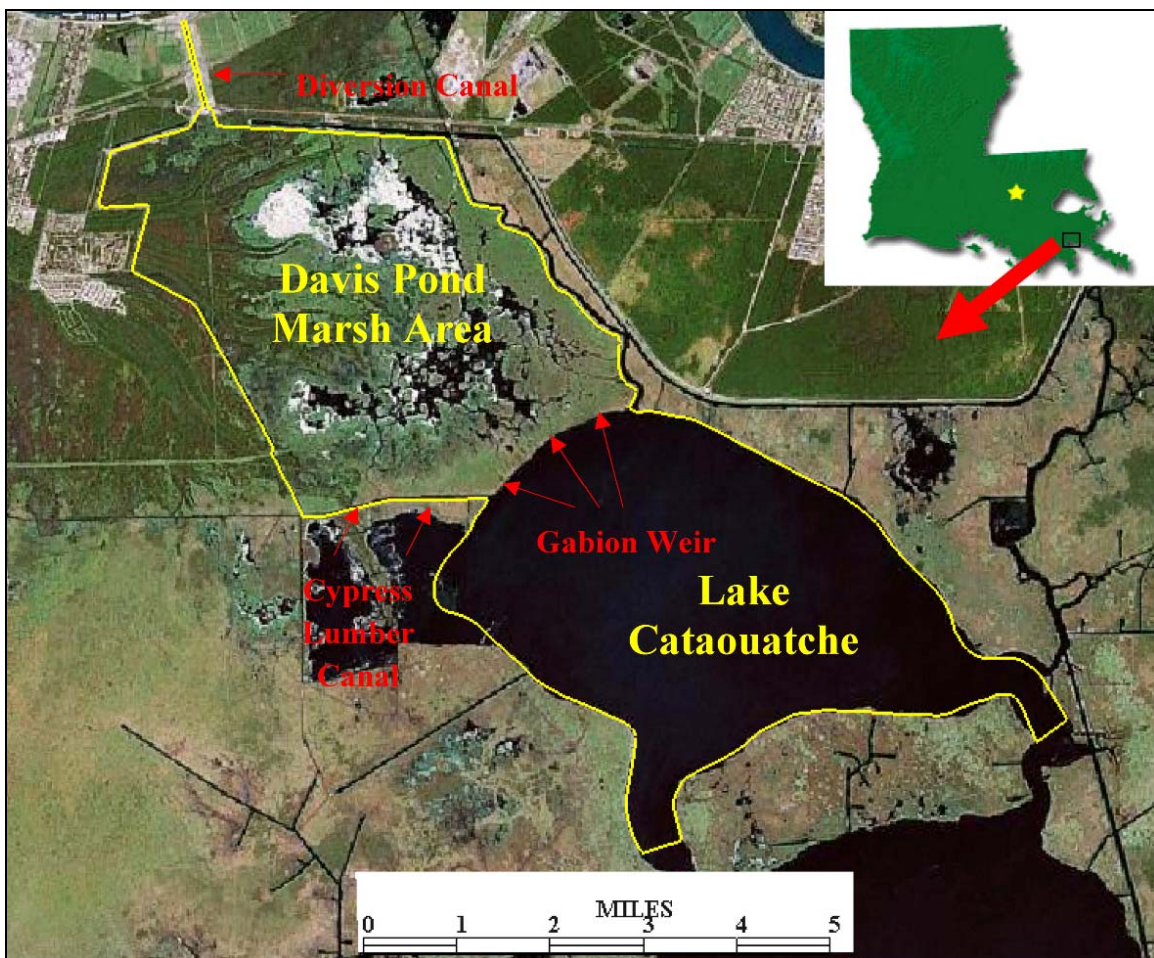 Diversion Canal
Davis Pond
Marsh Area
Gabion Weir
Cypress
Lumber
Canal
Lake
Cataouatche
MILES
0 1 2 3 4 5